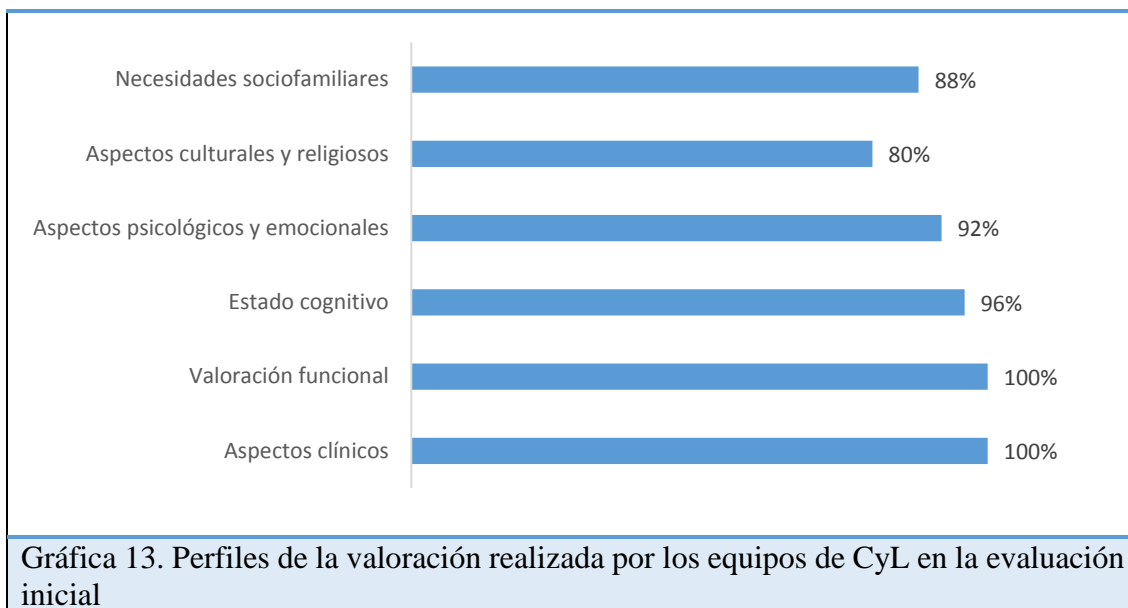 Necesidades sociofamiliares 88%
Aspectos culturales y religiosos 80%
Aspectos psicológicos y emocionales 92%
Estado cognitivo 96%
Valoración funcional 100%
Aspectos clínicos 100%
Gráfica 13. Perfiles de la valoración realizada por los equipos de CyL en la evaluación
inicial